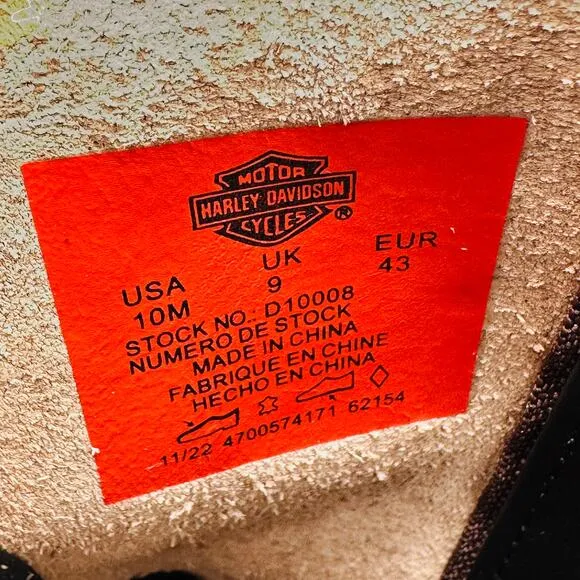 MOTOR
HARLEY-DAVIDSON
CYCLES ®
USA UK EUR
10M 9 43
STOCK NO.: D10008
NUMERO DE STOCK
MADE IN CHINA
FABRIQUE EN CHINE
HECHO EN CHINA
11/22 4700574171 62154